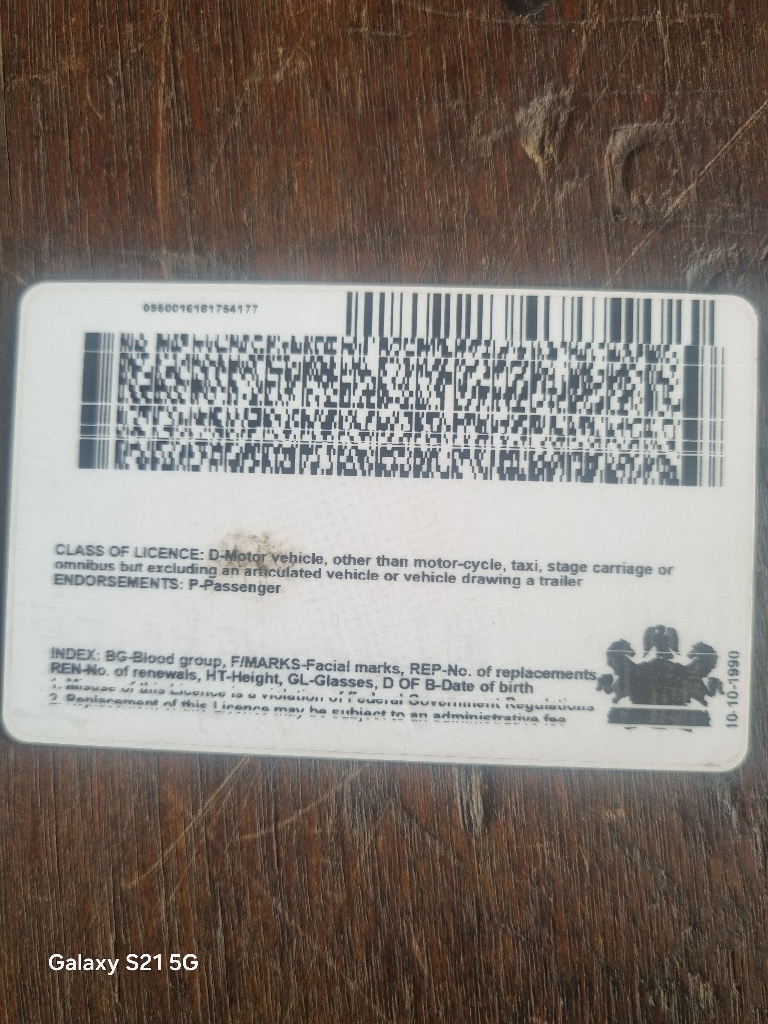 0950016181754177
CLASS OF LICENCE: D-Motor vehicle, other than motor-cycle, taxi, stage carriage or
omnibus but excluding an articulated vehicle or vehicle drawing a trailer
ENDORSEMENTS: P-Passenger
INDEX: BG-Blood group, F/MARKS-Facial marks, REP-No. of replacements
REN-No. of renewals, HT-Height, GL-Glasses, D OF B-Date of birth
1. Misuse of this Licence is a violation of Federal Government Regulations
2. Replacement of this Licence may be subject to an administrative fee
10-10-1990
Galaxy S21 5G